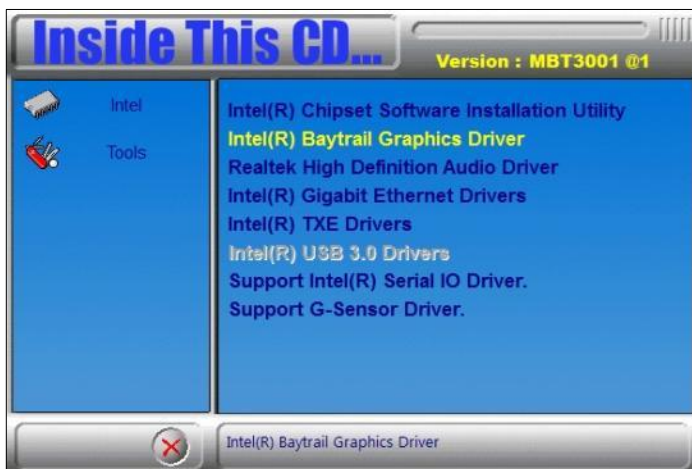 Inside This CD...
Version : MBT3001 @1
Intel
Tools
Intel(R) Chipset Software Installation Utility
Intel(R) Baytrail Graphics Driver
Realtek High Definition Audio Driver
Intel(R) Gigabit Ethernet Drivers
Intel(R) TXE Drivers
Intel(R) USB 3.0 Drivers
Support Intel(R) Serial IO Driver.
Support G-Sensor Driver.
Intel(R) Baytrail Graphics Driver